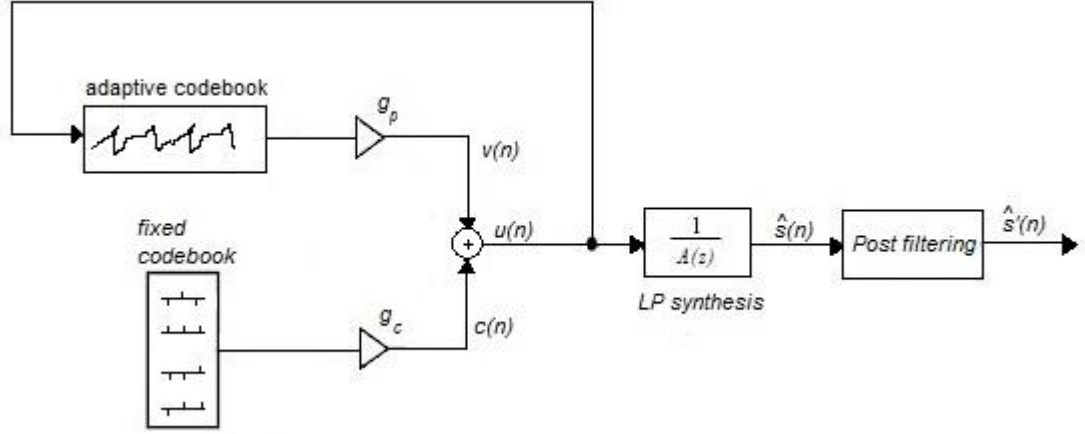 adaptive codebook
g_p
v(n)
fixed
codebook
+
u(n)
1
A(z)
LP synthesis
ŝ(n)
Post filtering
ŝ'(n)
g_c
c(n)